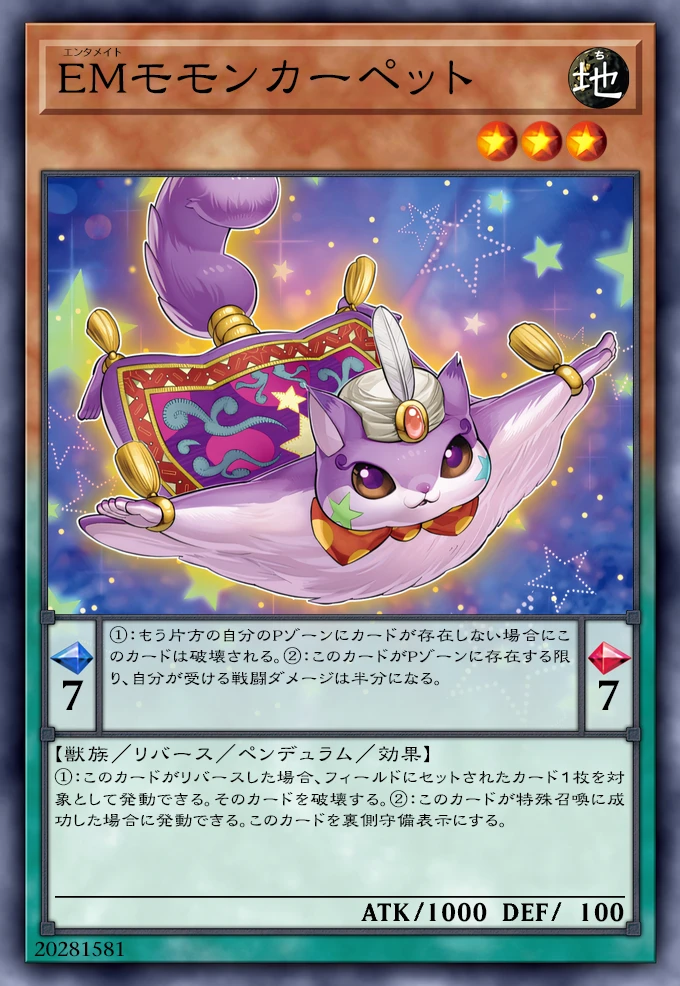 エンタメイト
EMモモンカーペット
ち
地
①:もう片方の自分のPゾーンにカードが存在しない場合にこ
のカードは破壊される。②:このカードがPゾーンに存在する限
り、自分が受ける戦闘ダメージは半分になる。
7
7
【獣族／リバース／ペンデュラム／効果】
①:このカードがリバースした場合、フィールドにセットされたカード1枚を対
象として発動できる。そのカードを破壊する。②:このカードが特殊召喚に成
功した場合に発動できる。このカードを裏側守備表示にする。
ATK/1000 DEF/ 100
20281581